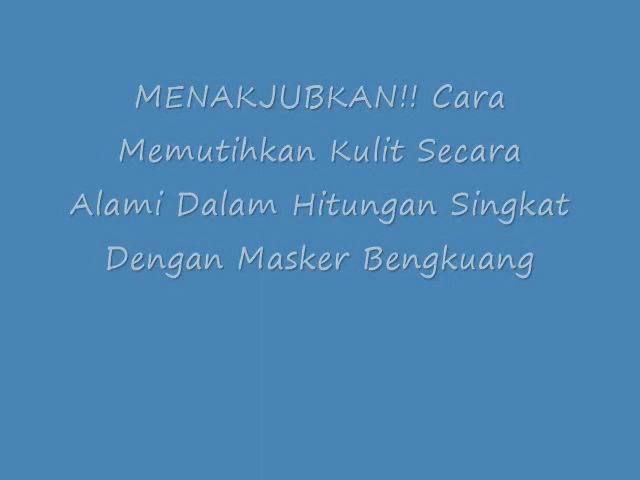 MENAKJUBKAN!! Cara
Memutihkan Kulit Secara
Alami Dalam Hitungan Singkat
Dengan Masker Bengkuang